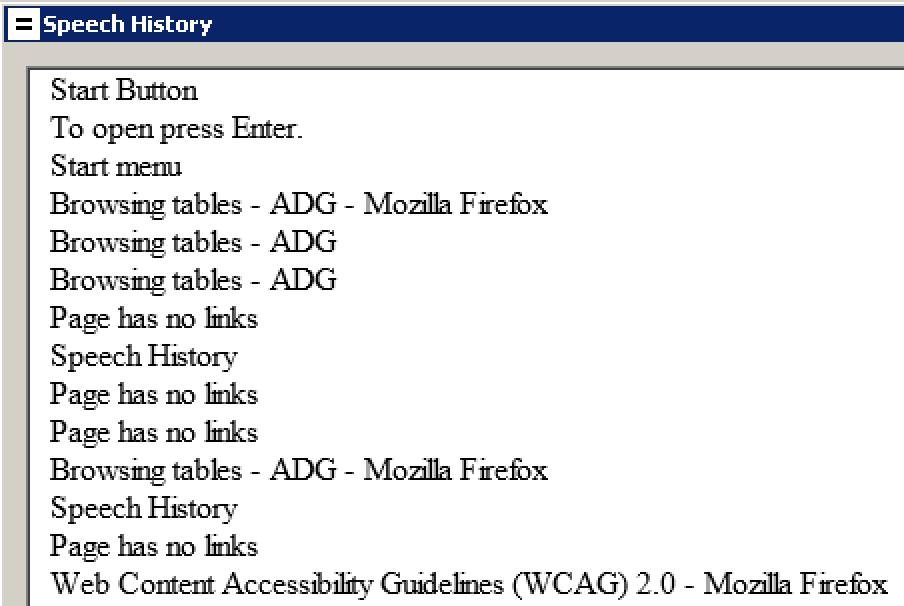 Speech History
Start Button
To open press Enter.
Start menu
Browsing tables - ADG - Mozilla Firefox
Browsing tables - ADG
Browsing tables - ADG
Page has no links
Speech History
Page has no links
Page has no links
Browsing tables - ADG - Mozilla Firefox
Speech History
Page has no links
Web Content Accessibility Guidelines (WCAG) 2.0 - Mozilla Firefox